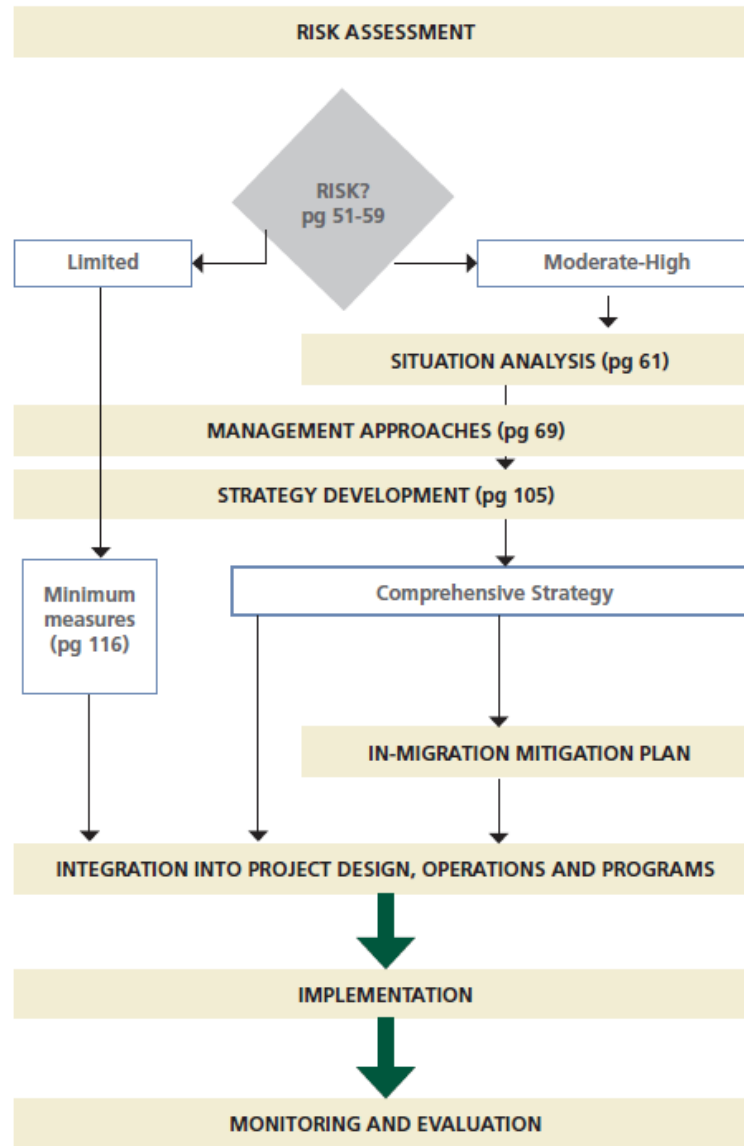 RISK ASSESSMENT
RISK?
pg 51-59
Limited
Moderate-High
SITUATION ANALYSIS (pg 61)
MANAGEMENT APPROACHES (pg 69)
STRATEGY DEVELOPMENT (pg 105)
Minimum
measures
(pg 116)
Comprehensive Strategy
IN-MIGRATION MITIGATION PLAN
INTEGRATION INTO PROJECT DESIGN, OPERATIONS AND PROGRAMS
IMPLEMENTATION
MONITORING AND EVALUATION